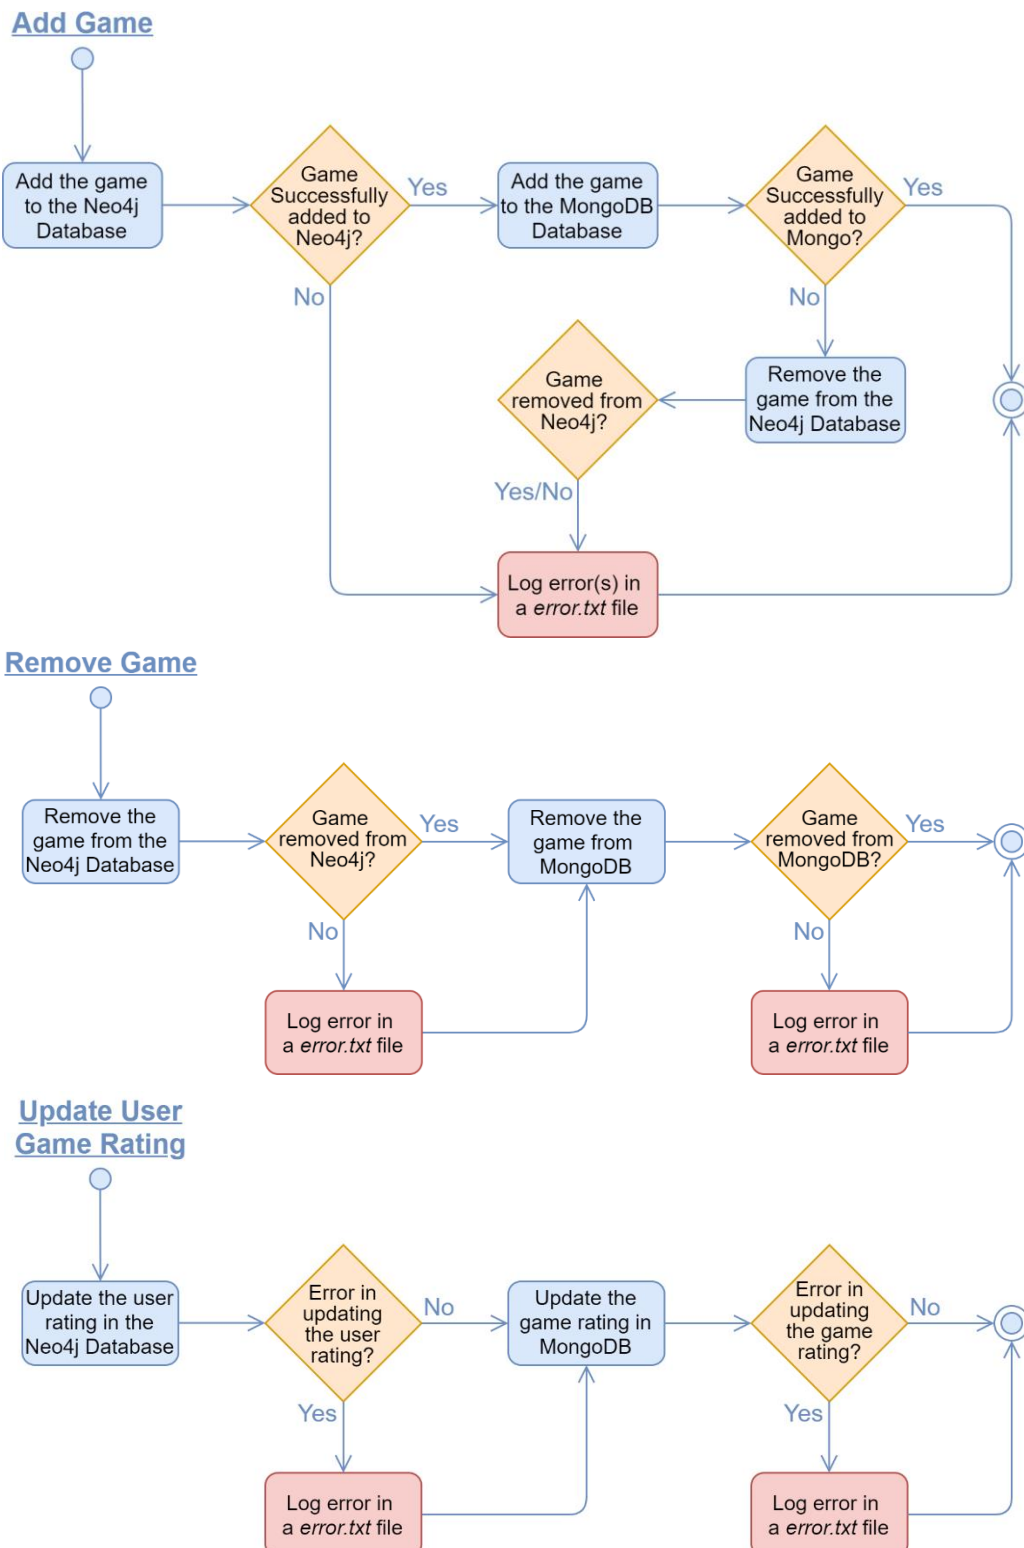 Add Game
Add the game
to the Neo4j
Database
Game
Successfully
added to
Neo4j?
Yes
No
Add the game
to the MongoDB
Database
Game
Successfully
added to
Mongo?
Yes
No
Remove the
game from the
Neo4j Database
Game
removed from
Neo4j?
Yes/No
Log error(s) in
a error.txt file
Remove Game
Remove the
game from the
Neo4j Database
Game
removed from
Neo4j?
Yes
No
Log error in
a error.txt file
Remove the
game from
MongoDB
Game
removed from
MongoDB?
Yes
No
Log error in
a error.txt file
Update User
Game Rating
Update the user
rating in the
Neo4j Database
Error in
updating
the user
rating?
No
Yes
Log error in
a error.txt file
Update the
game rating in
MongoDB
Error in
updating
the game
rating?
No
Yes
Log error in
a error.txt file